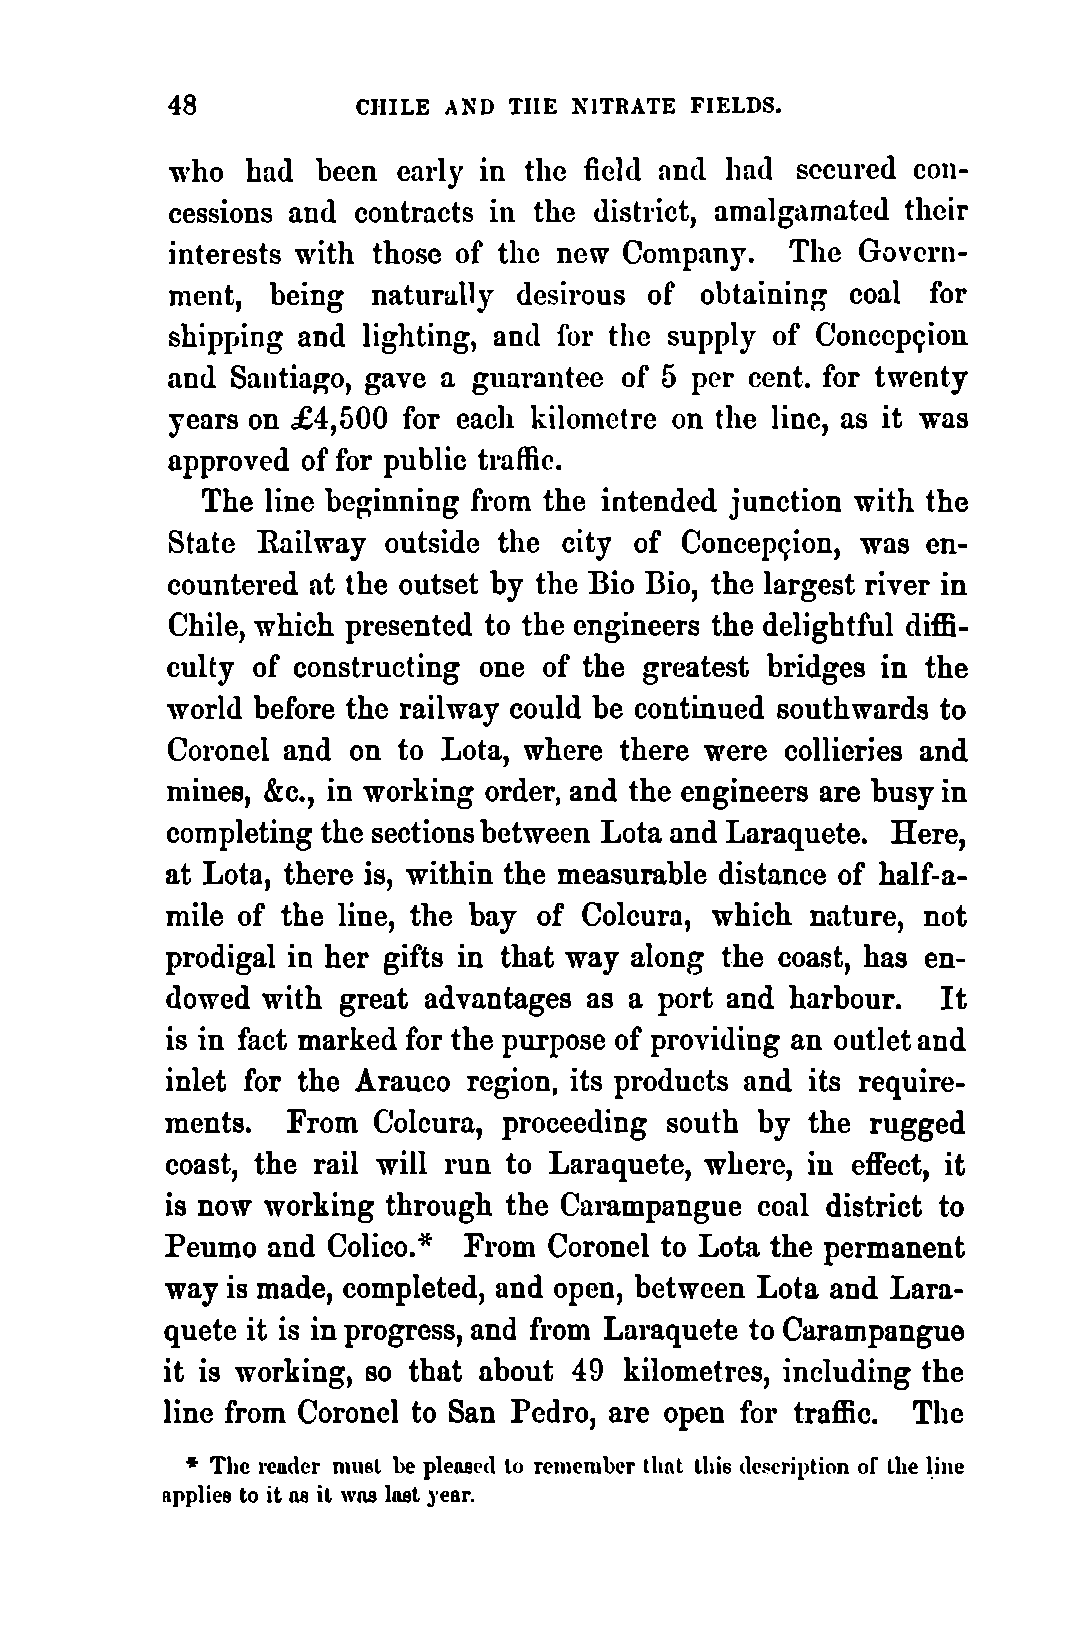 48 CHILE AND THE NITRATE FIELDS.
who had been early in the field and had secured con-
cessions and contracts in the district, amalgamated their
interests with those of the new Company. The Govern-
ment, being naturally desirous of obtaining coal for
shipping and lighting, and for the supply of Concepçion
and Santiago, gave a guarantee of 5 per cent. for twenty
years on £4,500 for each kilometre on the line, as it was
approved of for public traffic.
The line beginning from the intended junction with the
State Railway outside the city of Concepçion, was en-
countered at the outset by the Bio Bio, the largest river in
Chile, which presented to the engineers the delightful diffi-
culty of constructing one of the greatest bridges in the
world before the railway could be continued southwards to
Coronel and on to Lota, where there were collieries and
mines, &c., in working order, and the engineers are busy in
completing the sections between Lota and Laraquete. Here,
at Lota, there is, within the measurable distance of half-a-
mile of the line, the bay of Colcura, which nature, not
prodigal in her gifts in that way along the coast, has en-
dowed with great advantages as a port and harbour. It
is in fact marked for the purpose of providing an outlet and
inlet for the Arauco region, its products and its require-
ments. From Colcura, proceeding south by the rugged
coast, the rail will run to Laraquete, where, in effect, it
is now working through the Carampangue coal district to
Peumo and Colico.* From Coronel to Lota the permanent
way is made, completed, and open, between Lota and Lara-
quete it is in progress, and from Laraquete to Carampangue
it is working, so that about 49 kilometres, including the
line from Coronel to San Pedro, are open for traffic. The
* The reader must be pleased to remember that this description of the line
applies to it as it was last year.